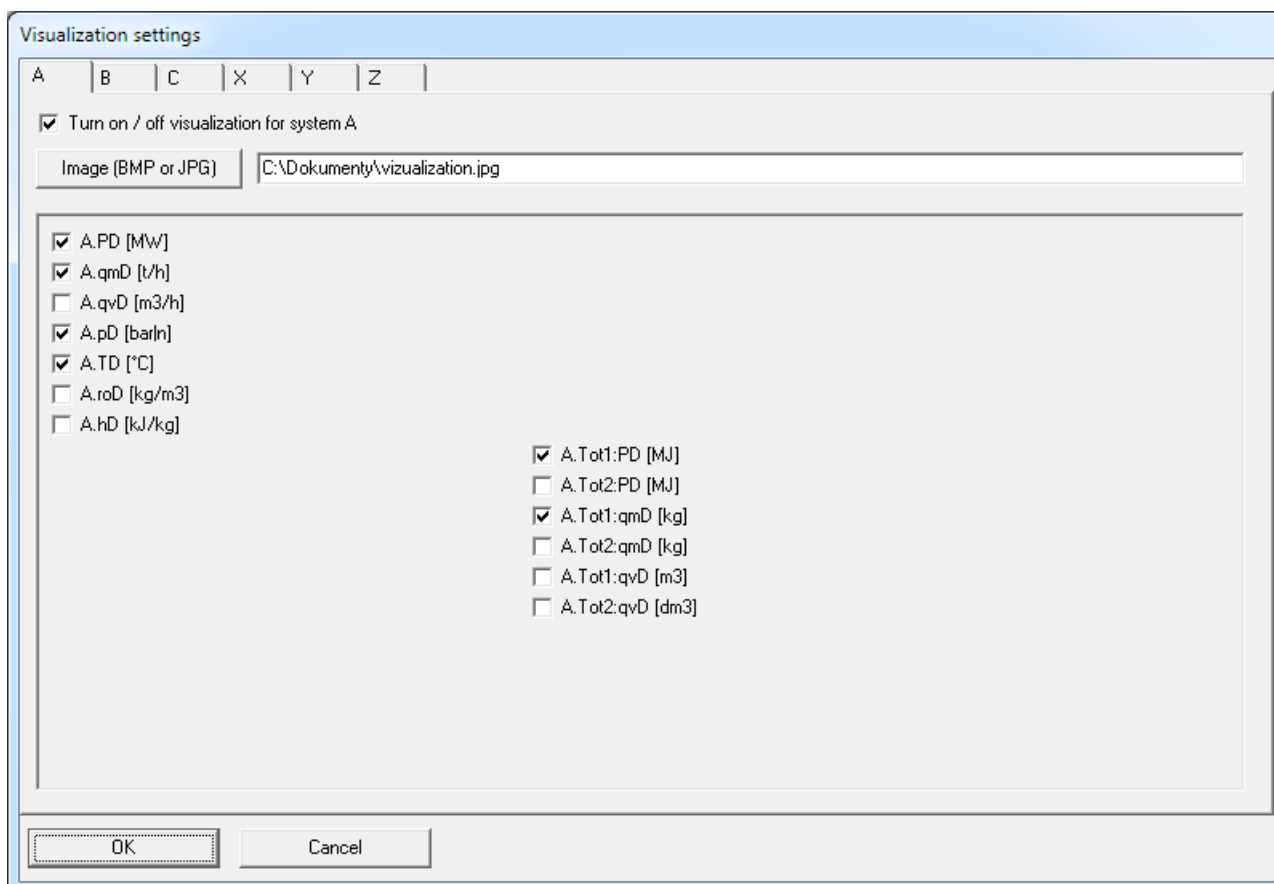 Visualization settings
A B C X Y Z
Turn on / off visualization for system A
Image (BMP or JPG) C:\Dokumenty\vizualization.jpg
A.PD [MW]
A.qmD [t/h]
A.qvD [m3/h]
A.pD [bar|n]
A.TD [°C]
A.roD [kg/m3]
A.hD [kJ/kg]
A.Tot1:PD [MJ]
A.Tot2:PD [MJ]
A.Tot1:qmD [kg]
A.Tot2:qmD [kg]
A.Tot1:qvD [m3]
A.Tot2:qvD [dm3]
OK Cancel